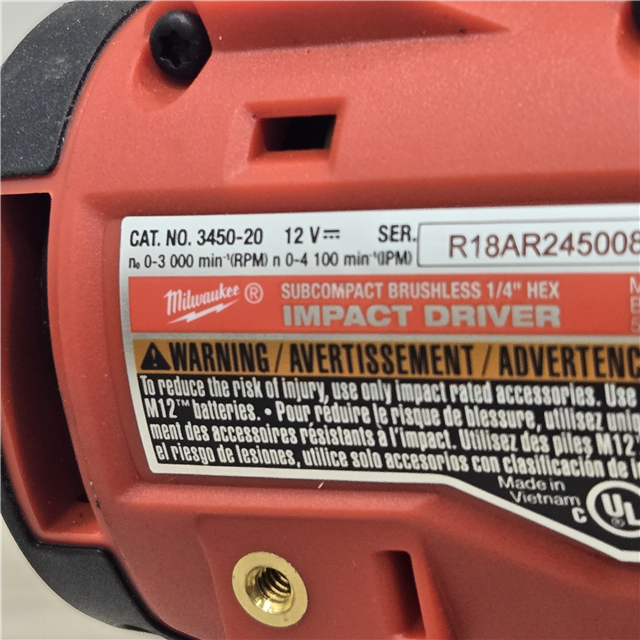 CAT. NO. 3450-20 12 V⎓ SER. R18AR245008
n₀ 0-3 000 min⁻¹(RPM) n 0-4 100 min⁻¹(IPM)
Milwaukee® SUBCOMPACT BRUSHLESS 1/4" HEX
IMPACT DRIVER
WARNING / AVERTISSEMENT / ADVERTENC
To reduce the risk of injury, use only impact rated accessories. Use
M12™ batteries. • Pour réduire le risque de blessure, utilisez uni
ment des accessoires résistants à l'impact. Utilisez des piles M12
el riesgo de lesiones, utilice solo accesorios con clasificación de
Made in
Vietnam
C UL